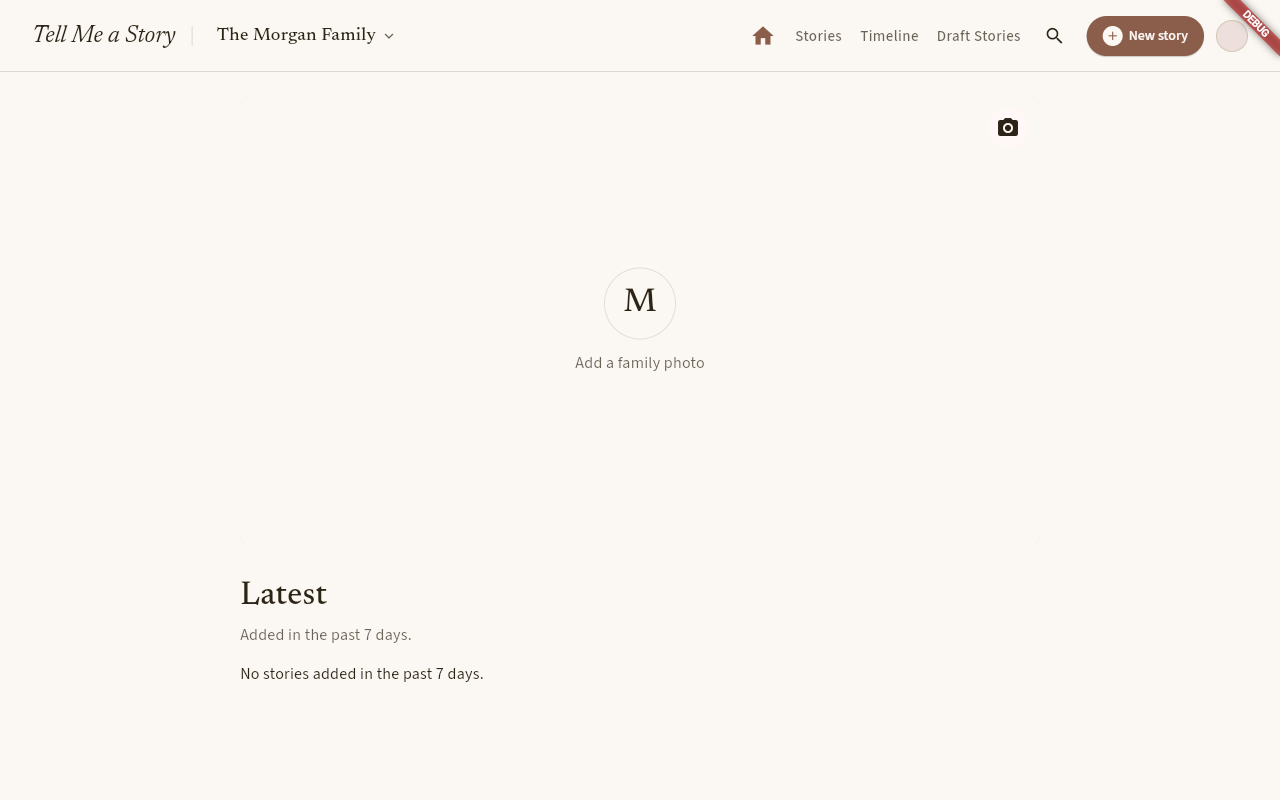 Tell Me a Story
The Morgan Family
Stories
Timeline
Draft Stories
New story
DEBUG
M
Add a family photo
Latest
Added in the past 7 days.
No stories added in the past 7 days.